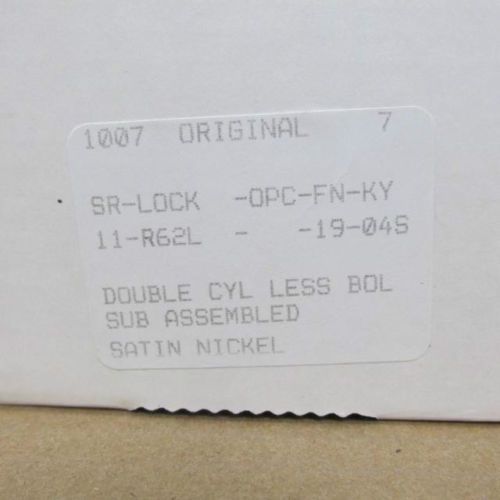 1007 ORIGINAL 7
SR-LOCK -OPC-FN-KY
11-R62L - -19-04S
DOUBLE CYL LESS BOL
SUB ASSEMBLED
SATIN NICKEL